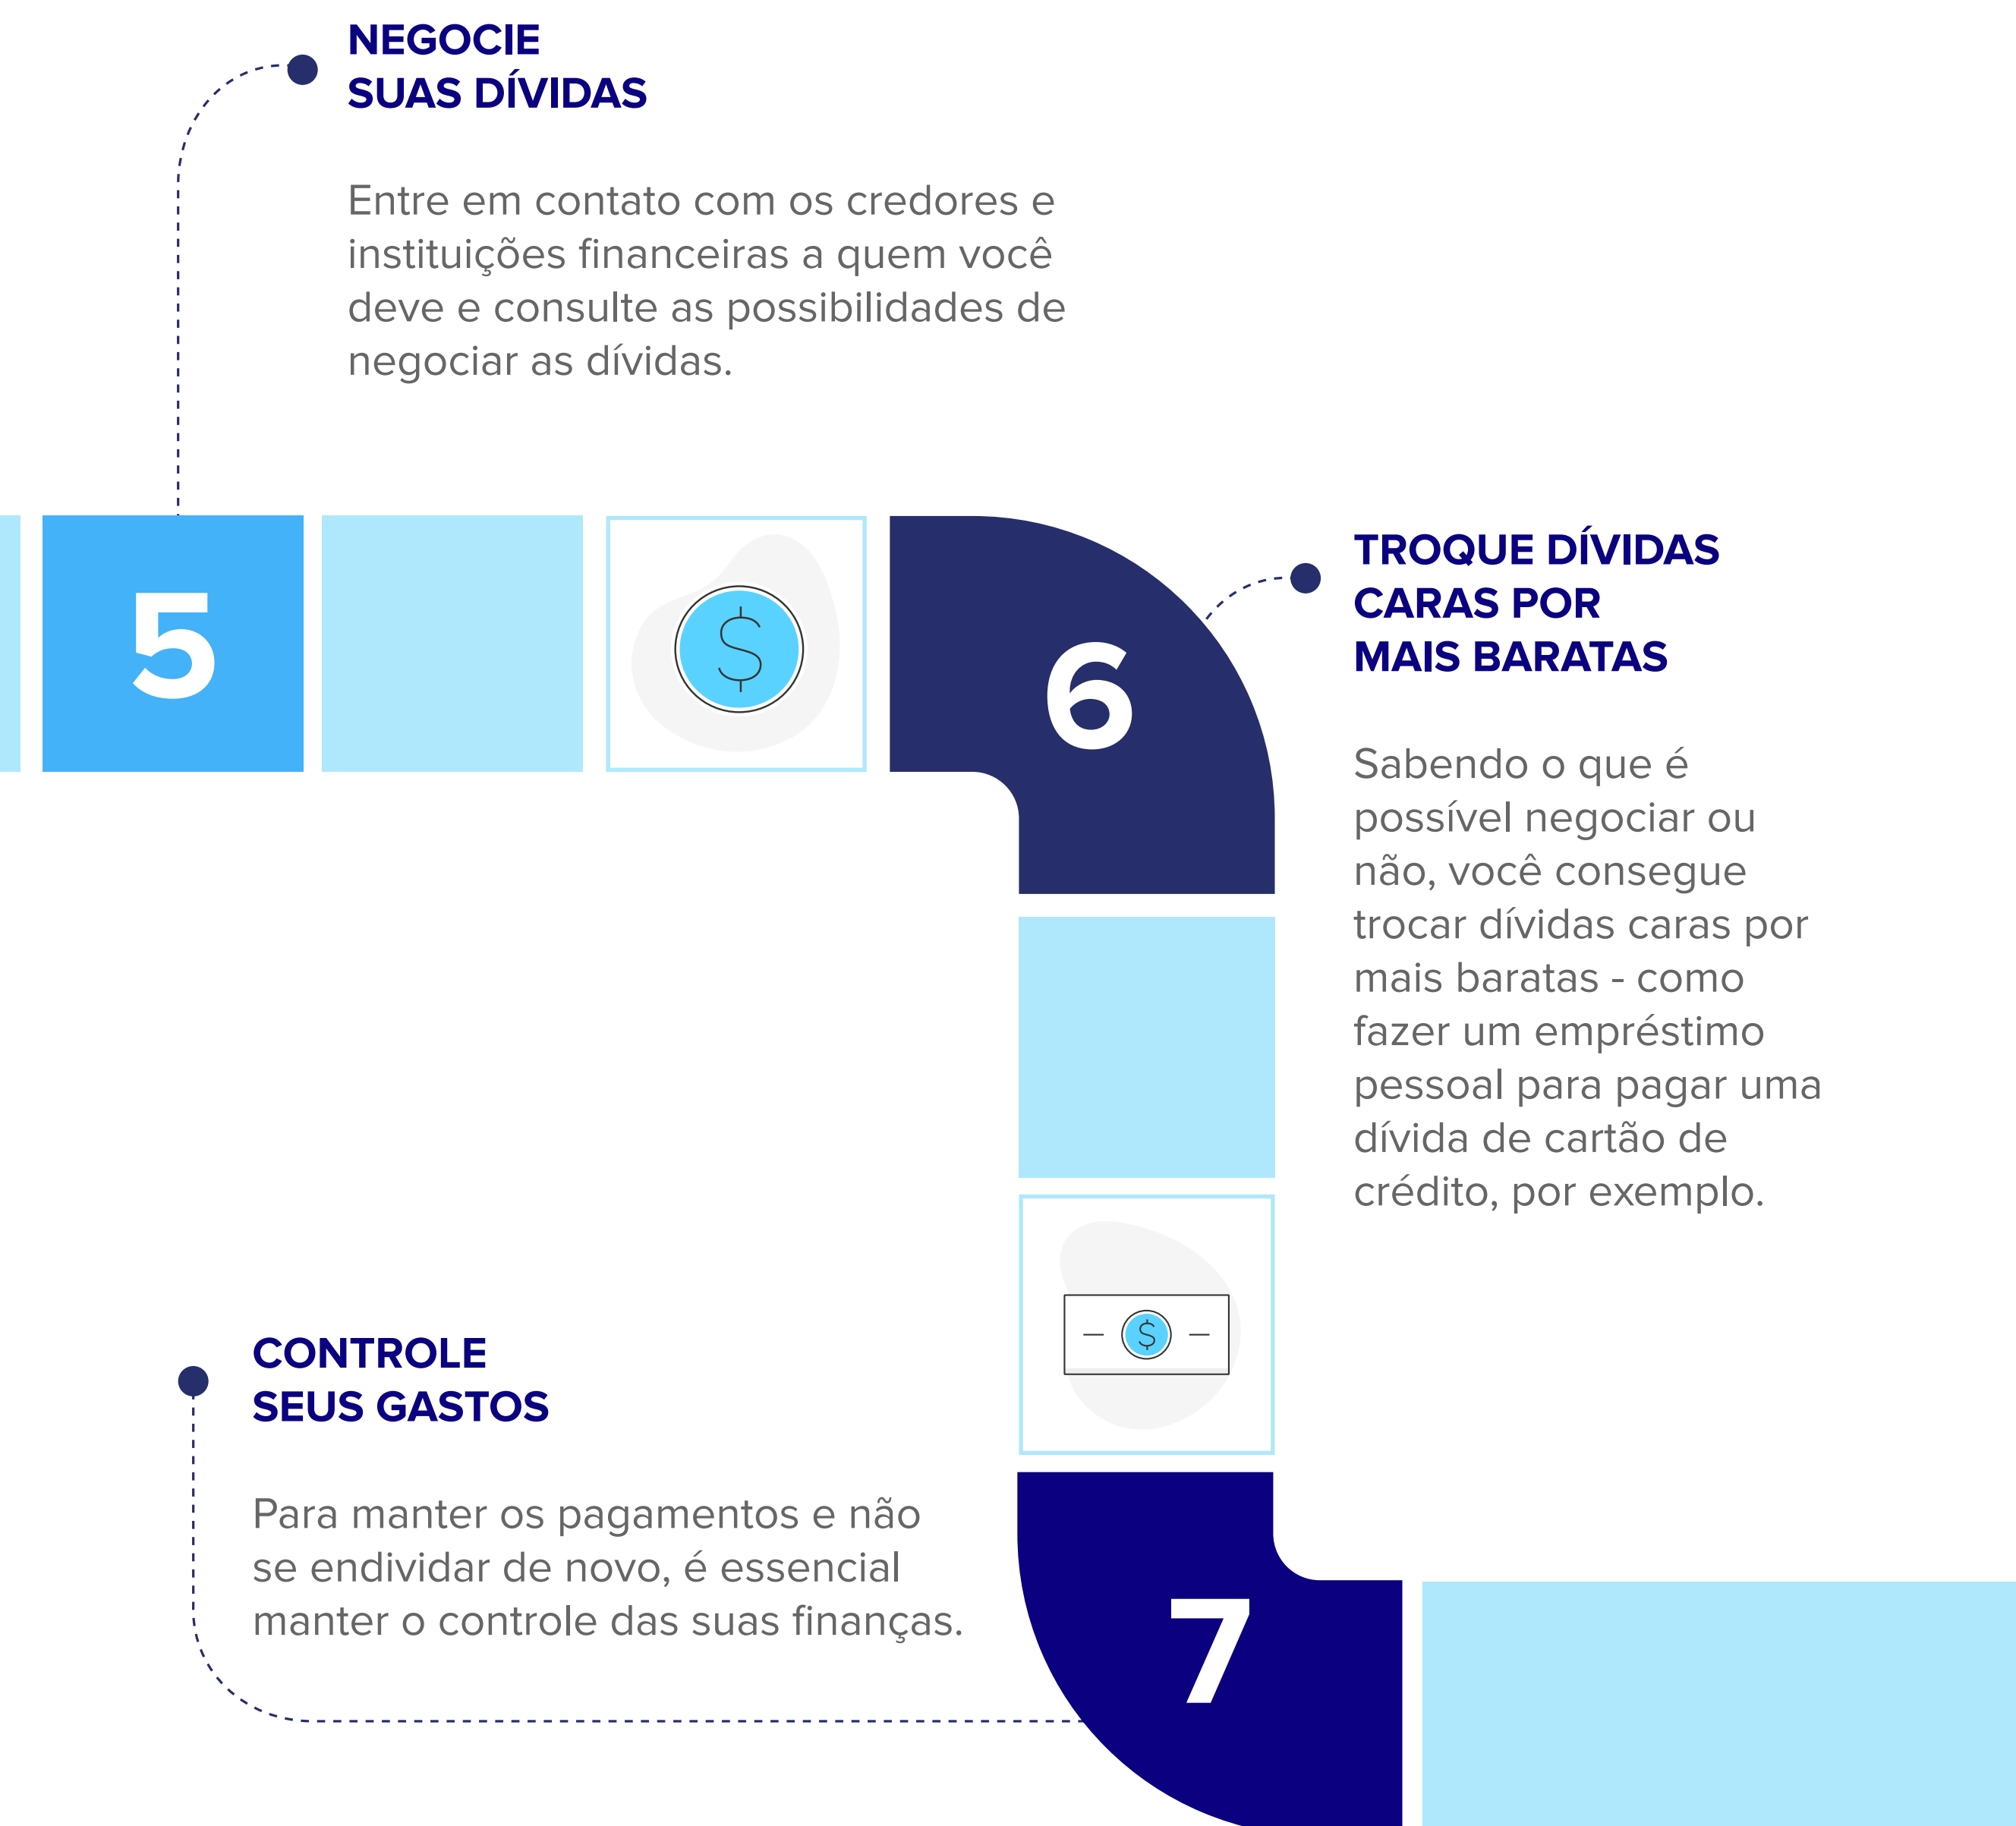 NEGOCIE
SUAS DÍVIDAS
Entre em contato com os credores e
instituições financeiras a quem você
deve e consulte as possibilidades de
negociar as dívidas.
5
$
6
TROQUE DÍVIDAS
CARAS POR
MAIS BARATAS
Sabendo o que é
possível negociar ou
não, você consegue
trocar dívidas caras por
mais baratas - como
fazer um empréstimo
pessoal para pagar uma
dívida de cartão de
crédito, por exemplo.
$
CONTROLE
SEUS GASTOS
Para manter os pagamentos e não
se endividar de novo, é essencial
manter o controle das suas finanças.
7